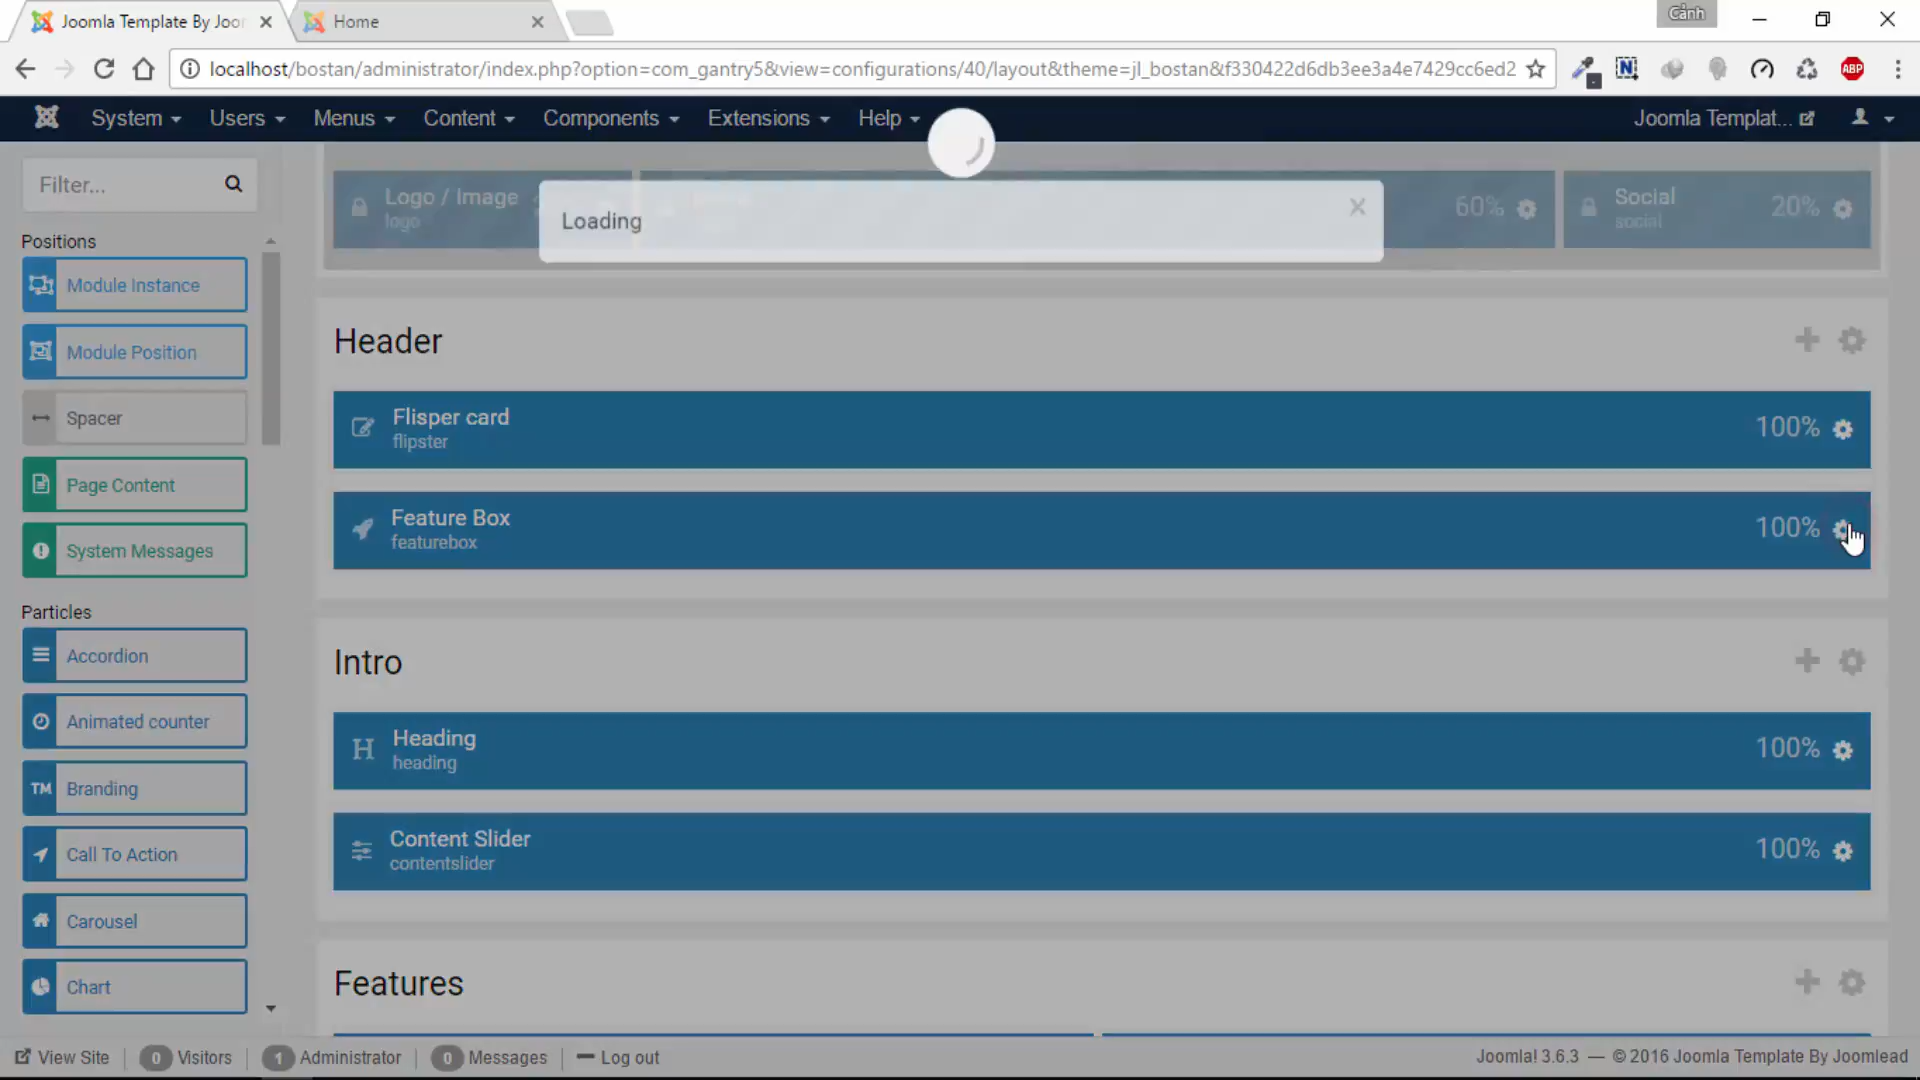 Joomla Template By Joor
Home
Cảnh
localhost/bostan/administrator/index.php?option=com_gantry5&view=configurations/40/layout&theme=jl_bostan&f330422d6db3ee3a4e7429cc6ed2
ABP
System
Users
Menus
Content
Components
Extensions
Help
Joomla Templat...
Filter...
Logo / Image
logo
60%
Social
social
20%
Loading
Positions
Module Instance
Module Position
Spacer
Page Content
System Messages
Particles
Accordion
Animated counter
TM Branding
Call To Action
Carousel
Chart
Header
Flisper card
flipster
100%
Feature Box
featurebox
100%
Intro
H Heading
heading
100%
Content Slider
contentslider
100%
Features
View Site
0 Visitors
1 Administrator
0 Messages
Log out
Joomla! 3.6.3 — © 2016 Joomla Template By Joomlead